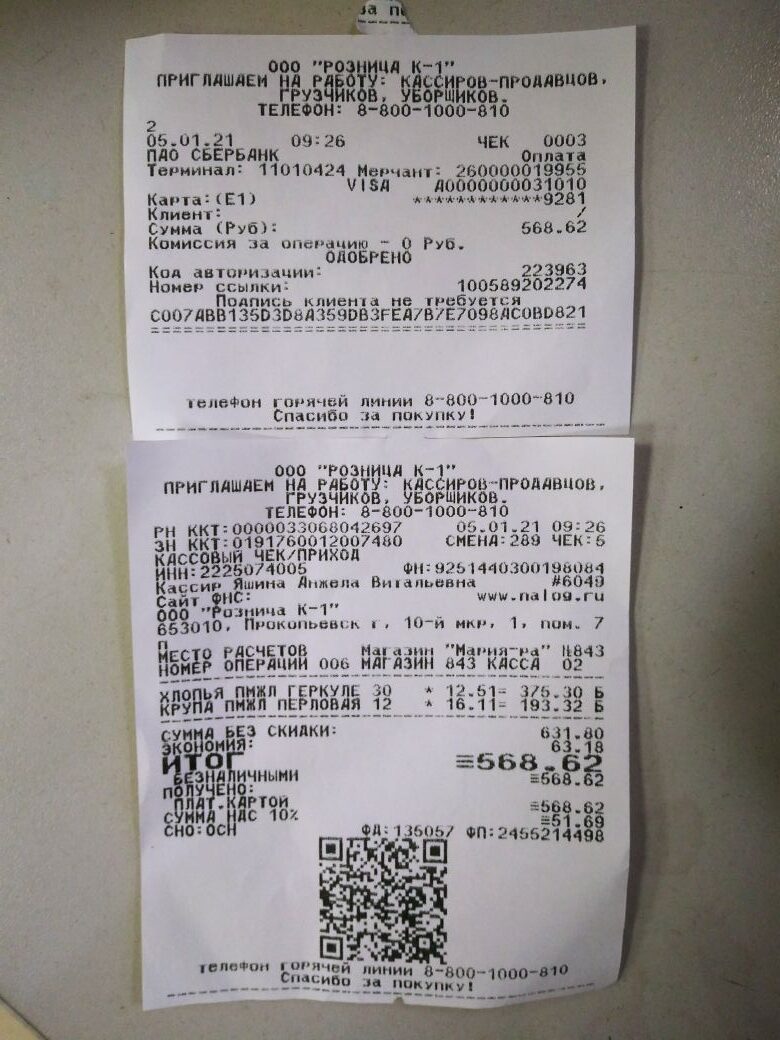 за п
ООО "РОЗНИЦА К-1"
ПРИГЛАШАЕМ НА РАБОТУ: КАССИРОВ-ПРОДАВЦОВ,
ГРУЗЧИКОВ, УБОРЩИКОВ.
ТЕЛЕФОН: 8-800-1000-810
2
05.01.21 09:26 ЧЕК 0003
ПАО СБЕРБАНК Оплата
Терминал: 11010424 Мерчант: 260000019955
VISA A0000000031010
Карта:(E1) ************9281
Клиент: /
Сумма (Руб): 568.62
Комиссия за операцию - 0 Руб.
ОДОБРЕНО
Код авторизации: 223963
Номер ссылки: 100589202274
Подпись клиента не требуется
C007ABB135D3D8A359DB3FEA7B7E7098AC0BD821
телефон горячей линии 8-800-1000-810
Спасибо за покупку!
ООО "РОЗНИЦА К-1"
ПРИГЛАШАЕМ НА РАБОТУ: КАССИРОВ-ПРОДАВЦОВ,
ГРУЗЧИКОВ, УБОРЩИКОВ.
ТЕЛЕФОН: 8-800-1000-810
РН ККТ:0000033068042697 05.01.21 09:26
ЗН ККТ:0191760012007480 СМЕНА:289 ЧЕК:5
КАССОВЫЙ ЧЕК/ПРИХОД
ИНН:2225074005 ФН:9251440300198084
Кассир Яшина Анжела Витальевна #6049
Сайт ФНС: www.nalog.ru
ООО "Розница К-1"
653010, Прокопьевск г, 10-й мкр, 1, пом. 7
п
МЕСТО РАСЧЕТОВ Магазин "Мария-ра" №843
НОМЕР ОПЕРАЦИИ 006 МАГАЗИН 843 КАССА 02
ХЛОПЬЯ ПМЖЛ ГЕРКУЛЕ 30 * 12.51= 375.30 Б
КРУПА ПМЖЛ ПЕРЛОВАЯ 12 * 16.11= 193.32 Б
СУММА БЕЗ СКИДКИ: 631.80
ЭКОНОМИЯ: 63.18
ИТОГ ≡568.62
БЕЗНАЛИЧНЫМИ ≡568.62
ПОЛУЧЕНО:
ПЛАТ.КАРТОЙ ≡568.62
СУММА НДС 10% ≡51.69
СНО:ОСН ФД:135057 ФП:2455214498
телефон горячей линии 8-800-1000-810
Спасибо за покупку!